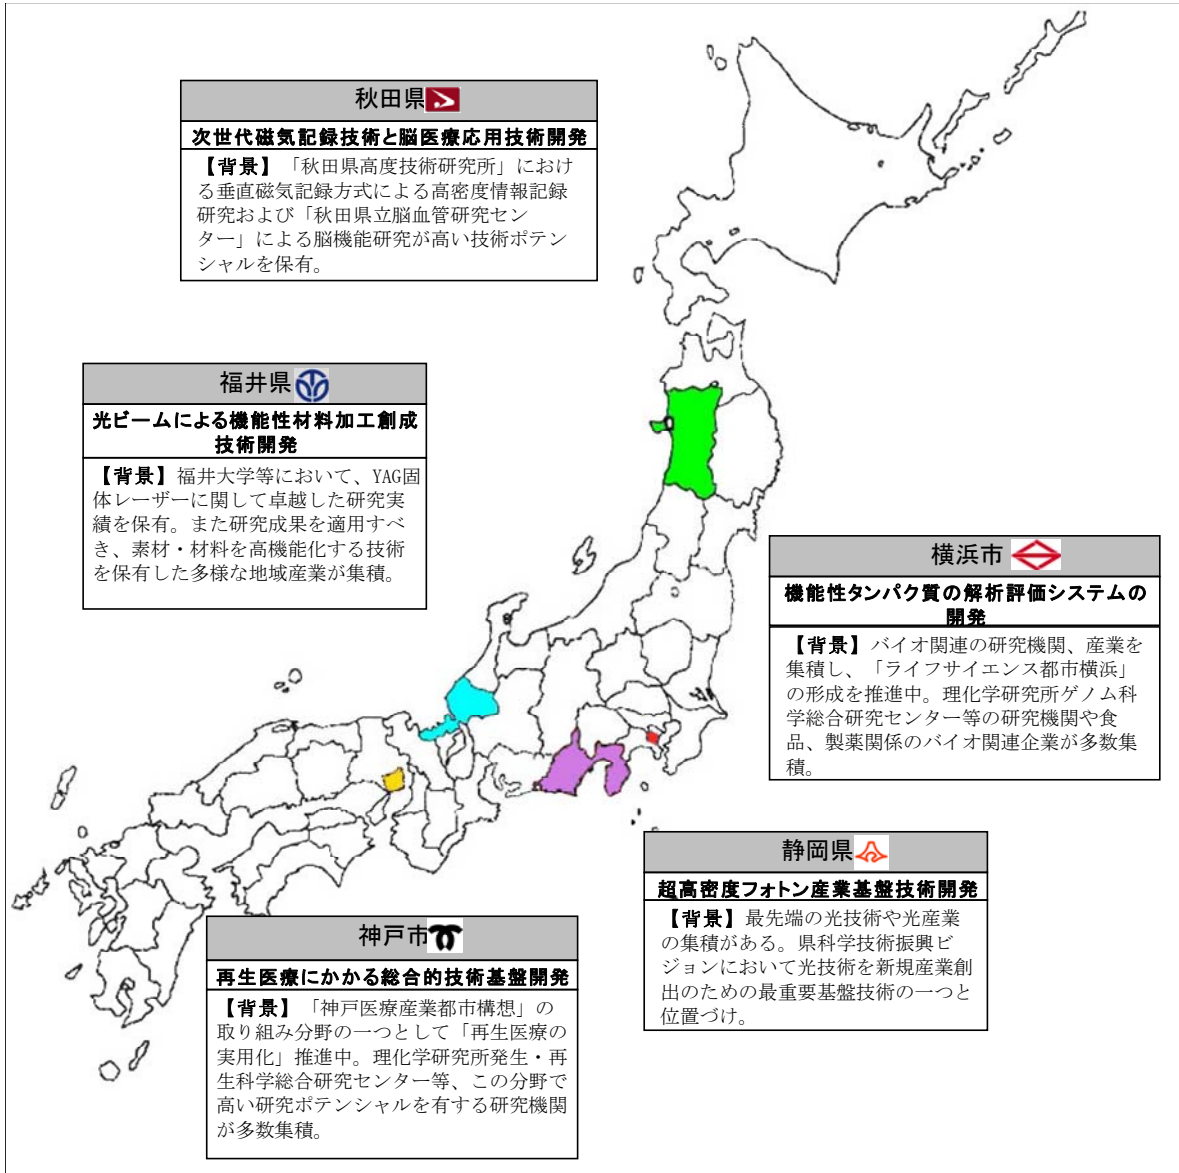 秋田県
次世代磁気記録技術と脳医療応用技術開発
【背景】「秋田県高度技術研究所」におけ
る垂直磁気記録方式による高密度情報記録
研究および「秋田県立脳血管研究セン
ター」による脳機能研究が高い技術ポテン
シャルを保有。
福井県
光ビームによる機能性材料加工創成
技術開発
【背景】福井大学等において、YAG固
体レーザーに関して卓越した研究実
績を保有。また研究成果を適用すべ
き、素材・材料を高機能化する技術
を保有した多様な地域産業が集積。
横浜市
機能性タンパク質の解析評価システムの
開発
【背景】バイオ関連の研究機関、産業を
集積し、「ライフサイエンス都市横浜」
の形成を推進中。理化学研究所ゲノム科
学総合研究センター等の研究機関や食
品、製薬関係のバイオ関連企業が多数集
積。
静岡県
超高密度フォトン産業基盤技術開発
【背景】最先端の光技術や光産業
の集積がある。県科学技術振興ビ
ジョンにおいて光技術を新規産業創
出のための最重要基盤技術の一つと
位置づけ。
神戸市
再生医療にかかる総合的技術基盤開発
【背景】「神戸医療産業都市構想」の
取り組み分野の一つとして「再生医療の
実用化」推進中。理化学研究所発生・再
生科学総合研究センター等、この分野で
高い研究ポテンシャルを有する研究機関
が多数集積。